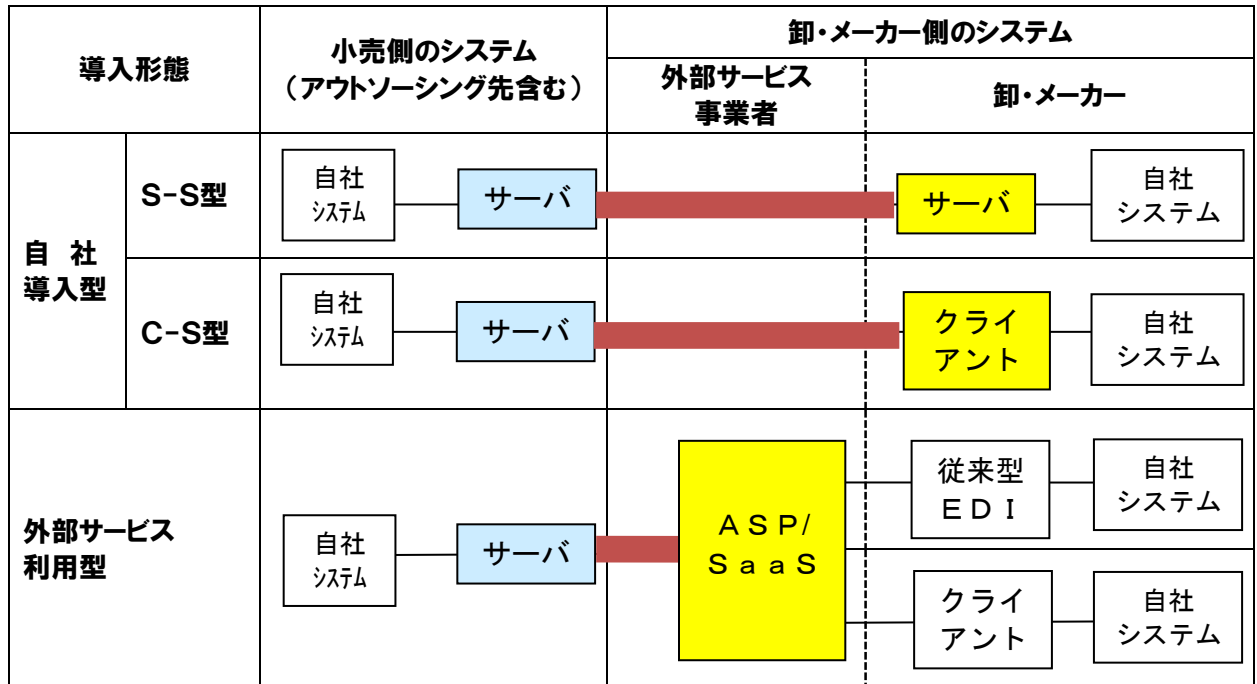 導入形態
小売側のシステム
（アウトソーシング先含む）
卸・メーカー側のシステム
外部サービス
事業者
卸・メーカー
自 社
導入型
S-S型
自社
ｼｽﾃﾑ
サーバ
サーバ
自社
システム
C-S型
自社
ｼｽﾃﾑ
サーバ
クライ
アント
自社
システム
外部サービス
利用型
自社
ｼｽﾃﾑ
サーバ
ＡＳＰ/
ＳａａＳ
従来型
ＥＤＩ
自社
システム
クライ
アント
自社
システム